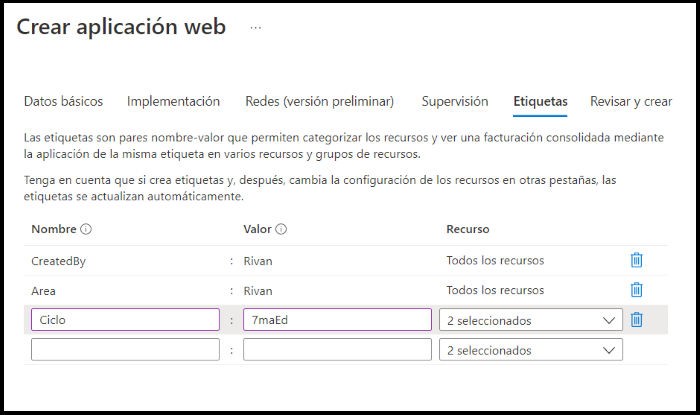 Crear aplicación web ...
Datos básicos Implementación Redes (versión preliminar) Supervisión Etiquetas Revisar y crear
Las etiquetas son pares nombre-valor que permiten categorizar los recursos y ver una facturación consolidada mediante
la aplicación de la misma etiqueta en varios recursos y grupos de recursos.
Tenga en cuenta que si crea etiquetas y, después, cambia la configuración de los recursos en otras pestañas, las
etiquetas se actualizan automáticamente.
Nombre Valor Recurso
CreatedBy : Rivan Todos los recursos
Area : Rivan Todos los recursos
Ciclo : 7maEd 2 seleccionados
: 2 seleccionados